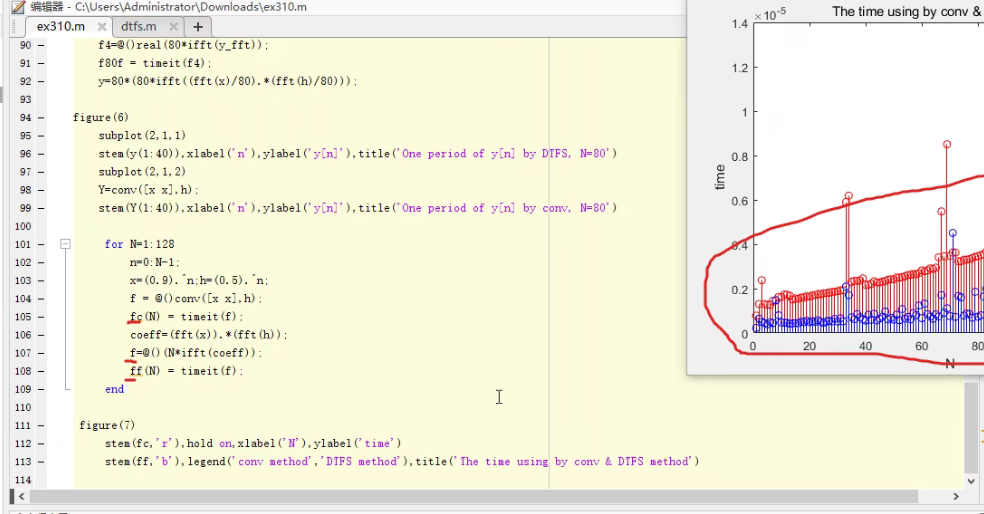 编辑器 - C:\Users\Administrator\Downloads\ex310.m
ex310.m × dtfs.m × +
90 – f4=@()real(80*ifft(y_fft));
91 – f80f = timeit(f4);
92 – y=80*(80*ifft((fft(x)/80).*(fft(h)/80)));
93
94 – figure(6)
95 – subplot(2,1,1)
96 – stem(y(1:40)),xlabel('n'),ylabel('y[n]'),title('One period of y[n] by DTFS, N=80')
97 – subplot(2,1,2)
98 – Y=conv([x x],h);
99 – stem(Y(1:40)),xlabel('n'),ylabel('y[n]'),title('One period of y[n] by conv, N=80')
100
101 – for N=1:128
102 – n=0:N-1;
103 – x=(0.9).^n;h=(0.5).^n;
104 – f = @()conv([x x],h);
105 – fc(N) = timeit(f);
106 – coeff=(fft(x)).*(fft(h));
107 – f=@()(N*ifft(coeff));
108 – ff(N) = timeit(f);
109 – end
110
111 – figure(7)
112 – stem(fc,'r'),hold on,xlabel('N'),ylabel('time')
113 – stem(ff,'b'),legend('conv method','DTFS method'),title('The time using by conv & DTFS method')
114
The time using by conv &
×10^-5
1.4
1.2
1
0.8
0.6
0.4
0.2
0
time
0 20 40 60 80
N